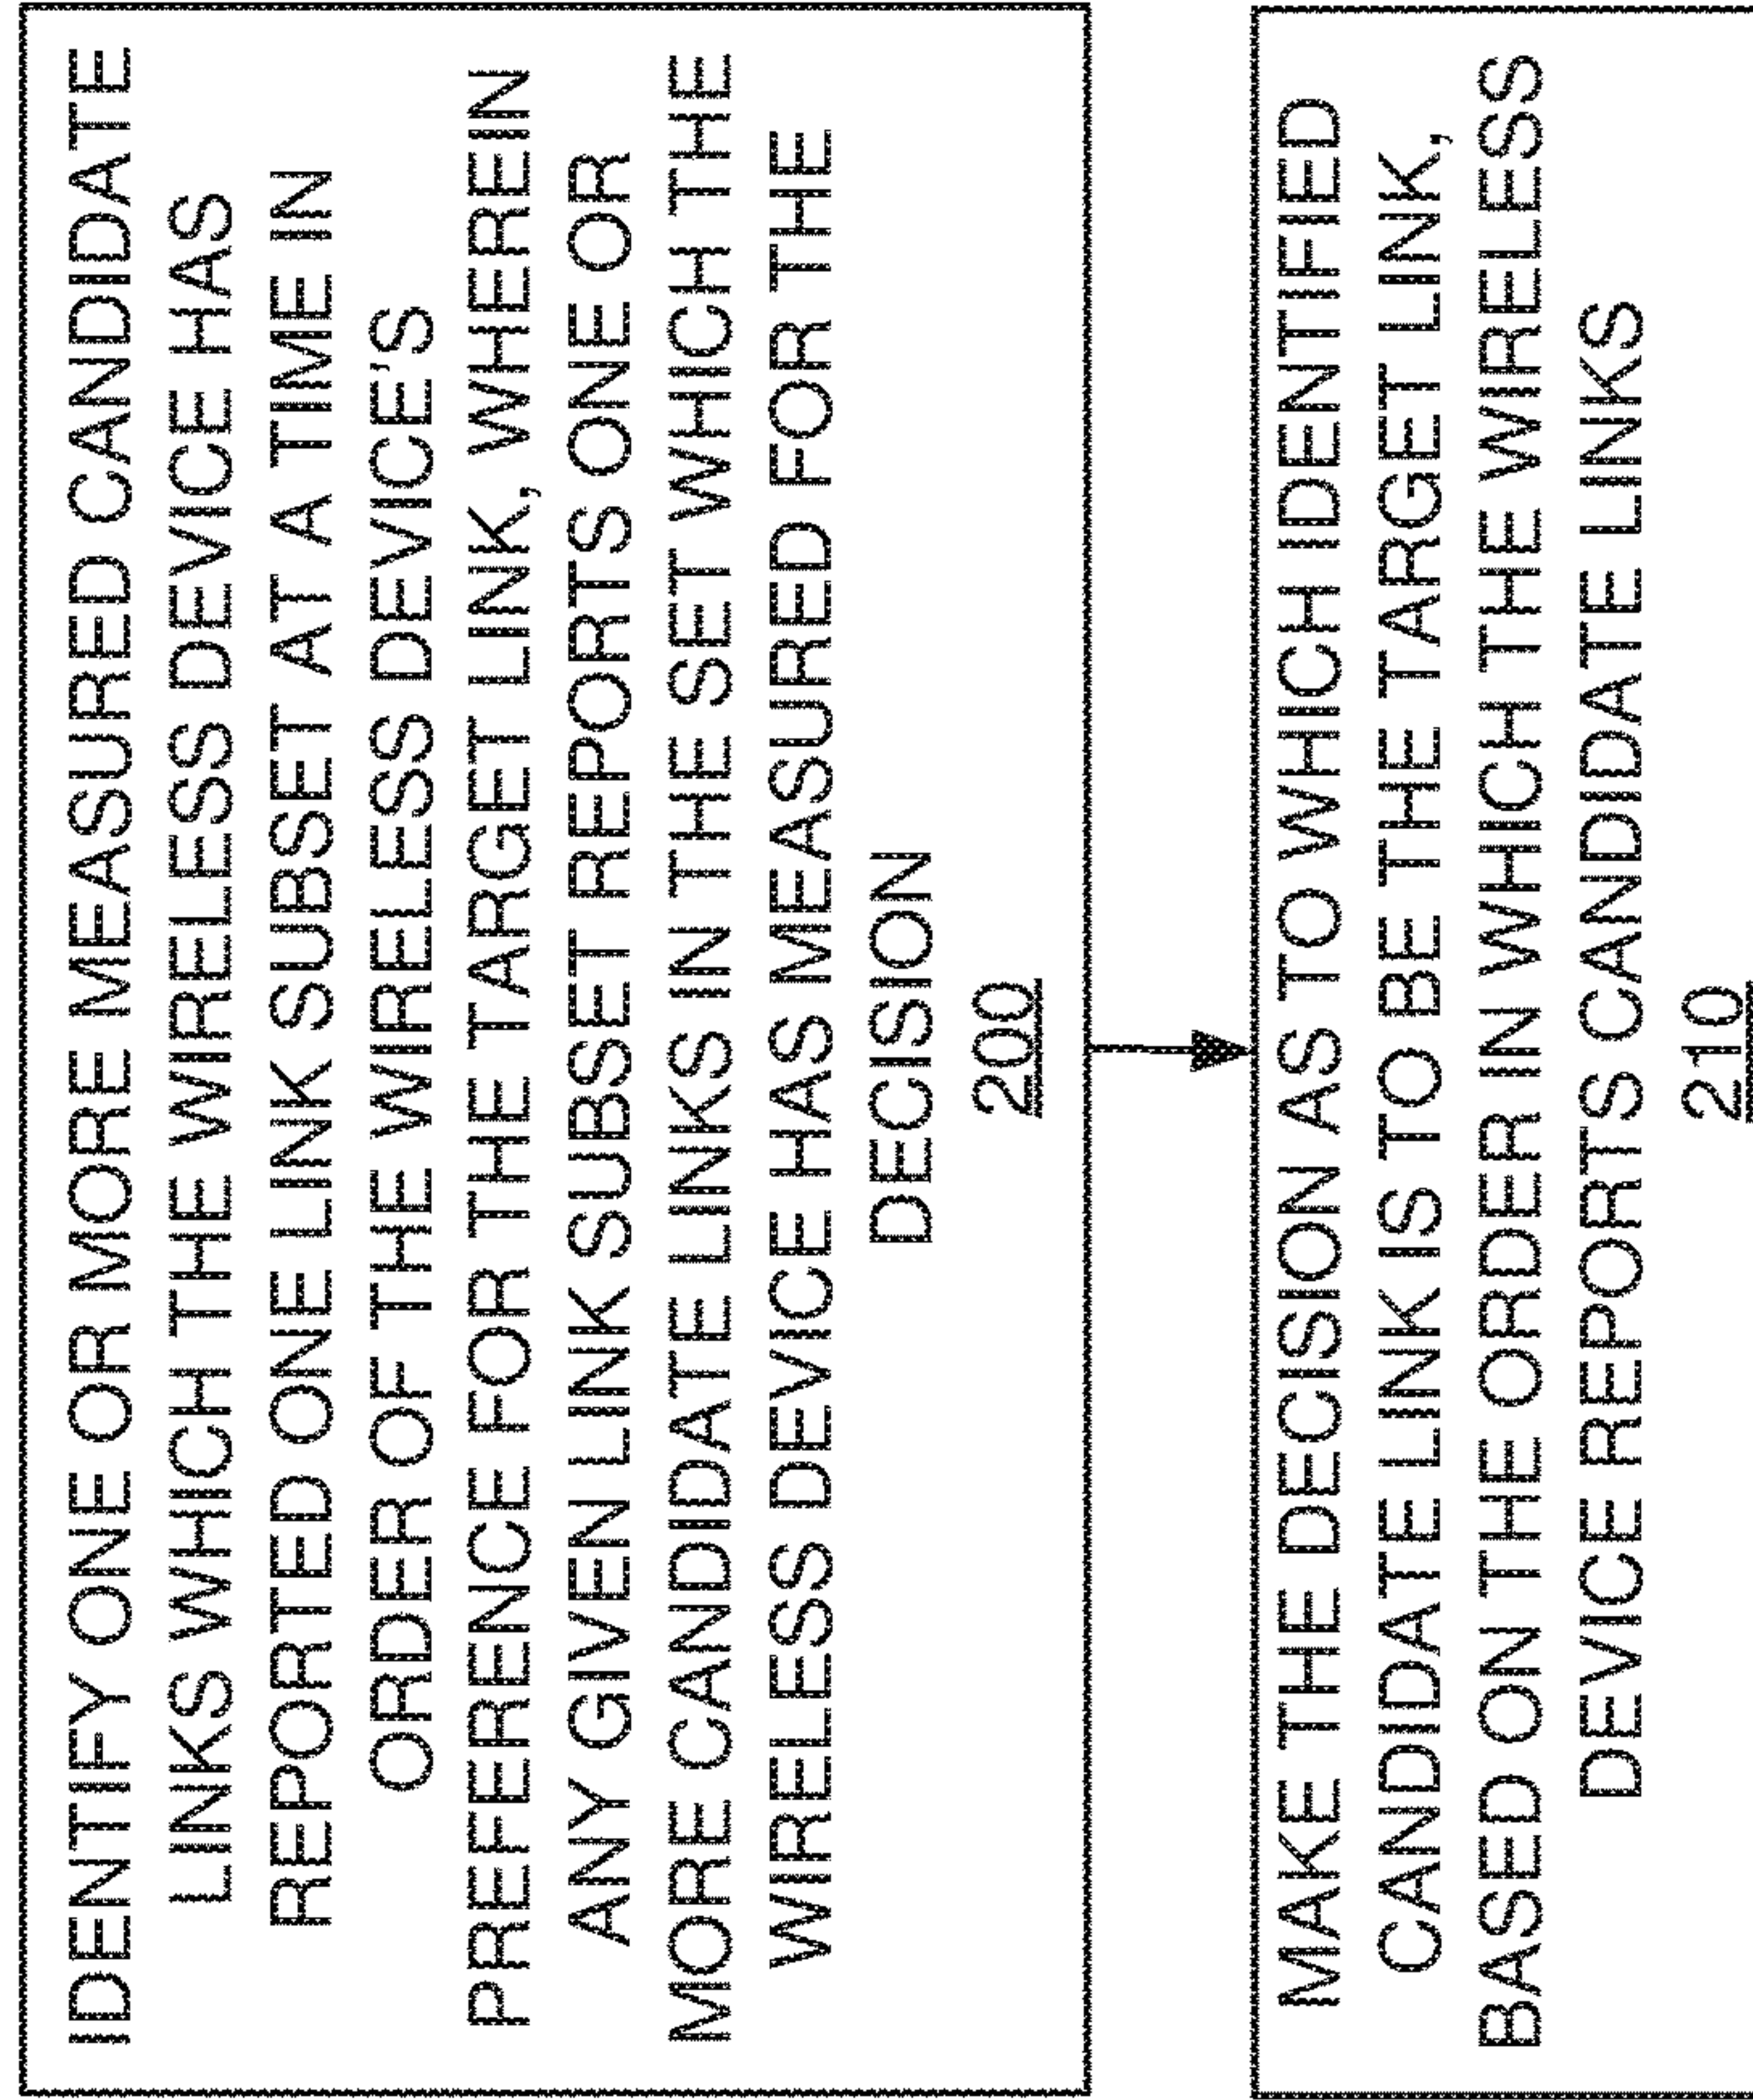 IDENTIFY ONE OR MORE MEASURED CANDIDATE
LINKS WHICH THE WIRELESS DEVICE HAS
REPORTED ONE LINK SUBSET AT A TIME IN
ORDER OF THE WIRELESS DEVICE'S
PREFERENCE FOR THE TARGET LINK, WHEREIN
ANY GIVEN LINK SUBSET REPORTS ONE OR
MORE CANDIDATE LINKS IN THE SET WHICH THE
WIRELESS DEVICE HAS MEASURED FOR THE
DECISION
200
MAKE THE DECISION AS TO WHICH IDENTIFIED
CANDIDATE LINK IS TO BE THE TARGET LINK,
BASED ON THE ORDER IN WHICH THE WIRELESS
DEVICE REPORTS CANDIDATE LINKS
210